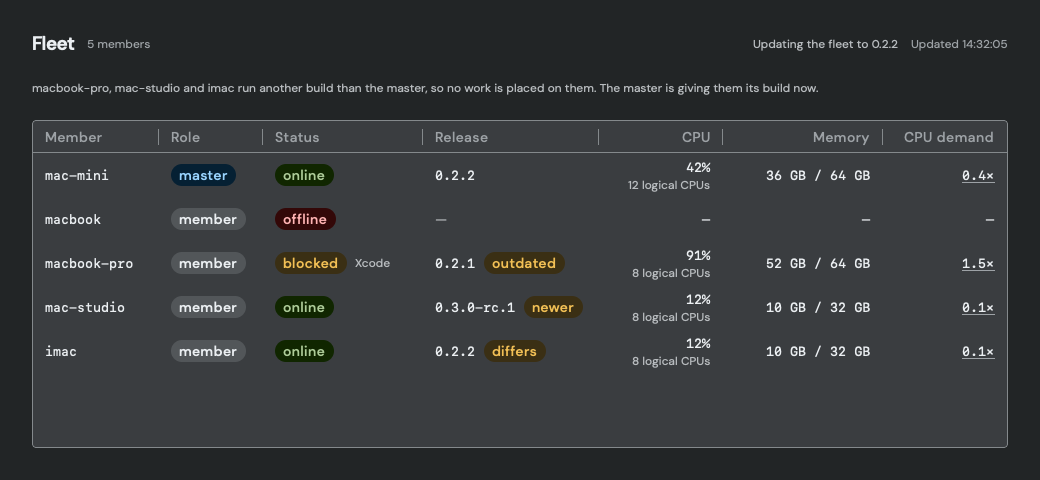 Fleet 5 members Updating the fleet to 0.2.2 Updated 14:32:05
macbook-pro, mac-studio and imac run another build than the master, so no work is placed on them. The master is giving them its build now.
Member Role Status Release CPU Memory CPU demand
mac-mini master online 0.2.2 42% 36 GB / 64 GB 0.4×
12 logical CPUs
macbook member offline — — — —
macbook-pro member blocked Xcode 0.2.1 outdated 91% 52 GB / 64 GB 1.5×
8 logical CPUs
mac-studio member online 0.3.0-rc.1 newer 12% 10 GB / 32 GB 0.1×
8 logical CPUs
imac member online 0.2.2 differs 12% 10 GB / 32 GB 0.1×
8 logical CPUs